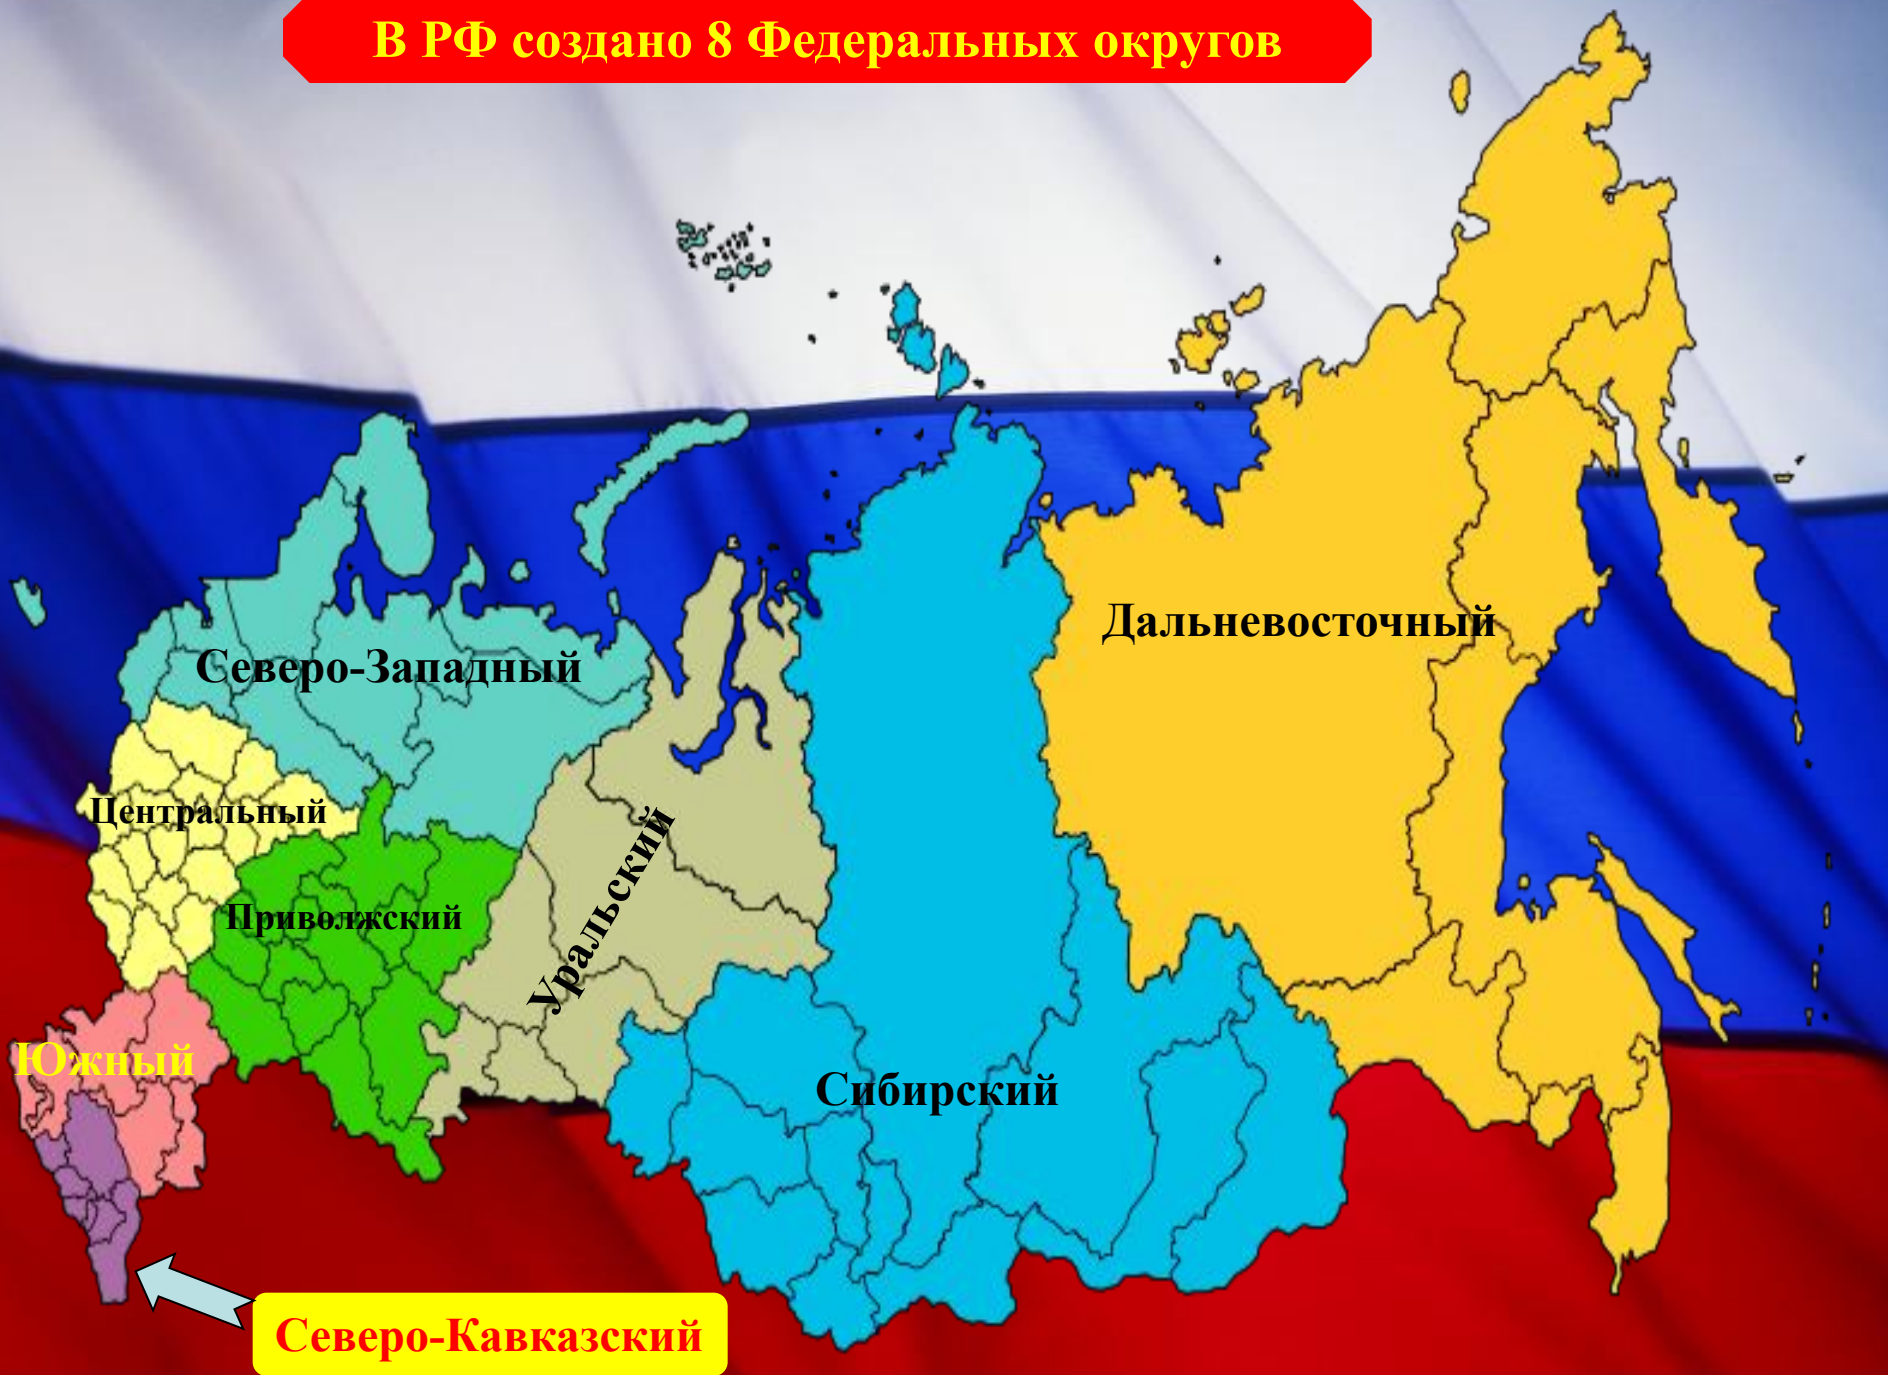 В РФ создано 8 Федеральных округов
Дальневосточный
Северо-Западный
Центральный
Уральский
Приволжский
Южный
Сибирский
Северо-Кавказский